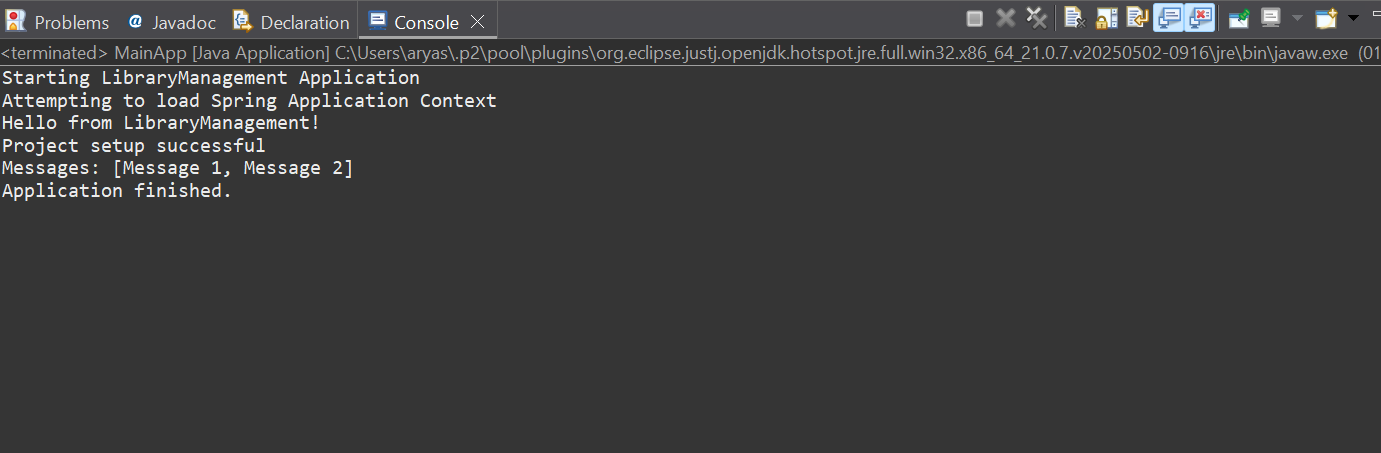 Problems Javadoc Declaration Console
<terminated> MainApp [Java Application] C:\Users\aryas\.p2\pool\plugins\org.eclipse.justj.openjdk.hotspot.jre.full.win32.x86_64_21.0.7.v20250502-0916\jre\bin\javaw.exe (01
Starting LibraryManagement Application
Attempting to load Spring Application Context
Hello from LibraryManagement!
Project setup successful
Messages: [Message 1, Message 2]
Application finished.